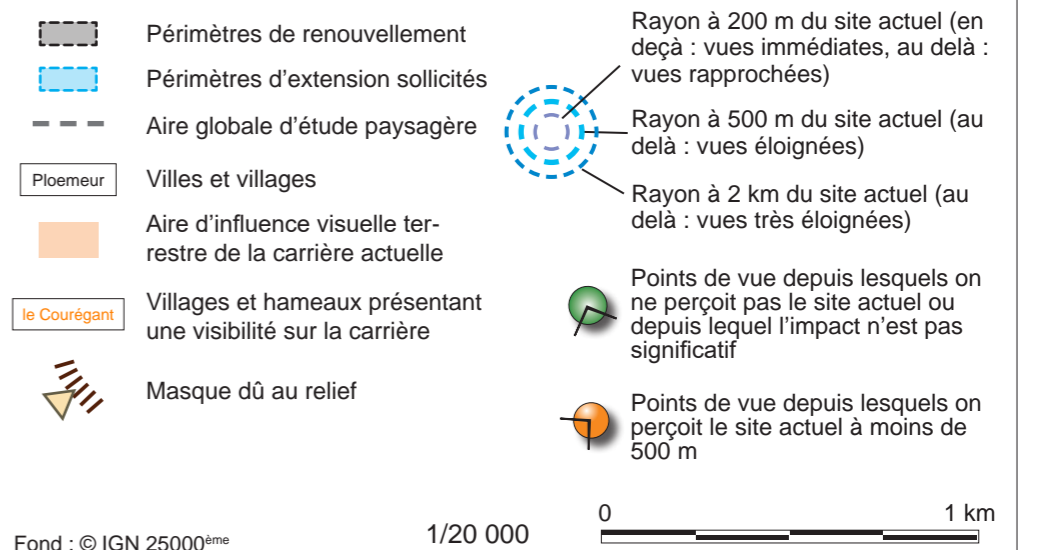 Périmètres de renouvellement
Périmètres d'extension sollicités
Aire globale d'étude paysagère
Ploemeur
Villes et villages
Aire d'influence visuelle ter-
restre de la carrière actuelle
le Courégant
Villages et hameaux présentant
une visibilité sur la carrière
Masque dû au relief
Rayon à 200 m du site actuel (en
deçà : vues immédiates, au delà :
vues rapprochées)
Rayon à 500 m du site actuel (au
delà : vues éloignées)
Rayon à 2 km du site actuel (au
delà : vues très éloignées)
Points de vue depuis lesquels on
ne perçoit pas le site actuel ou
depuis lequel l'impact n'est pas
significatif
Points de vue depuis lesquels on
perçoit le site actuel à moins de
500 m
Fond : © IGN 25000ème
1/20 000
0
1 km